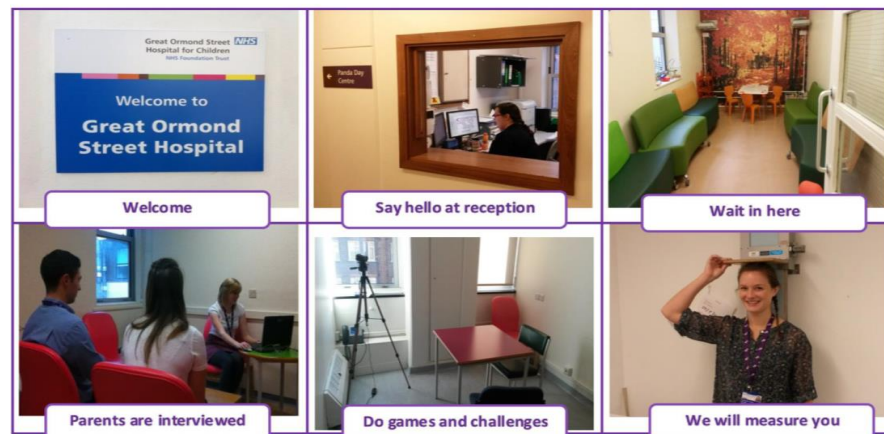 Great Ormond Street NHS
Hospital for Children
NHS Foundation Trust
Welcome to
Great Ormond
Street Hospital
Welcome
Panda Day
Centre
Say hello at reception
Wait in here
Parents are interviewed
Do games and challenges
We will measure you